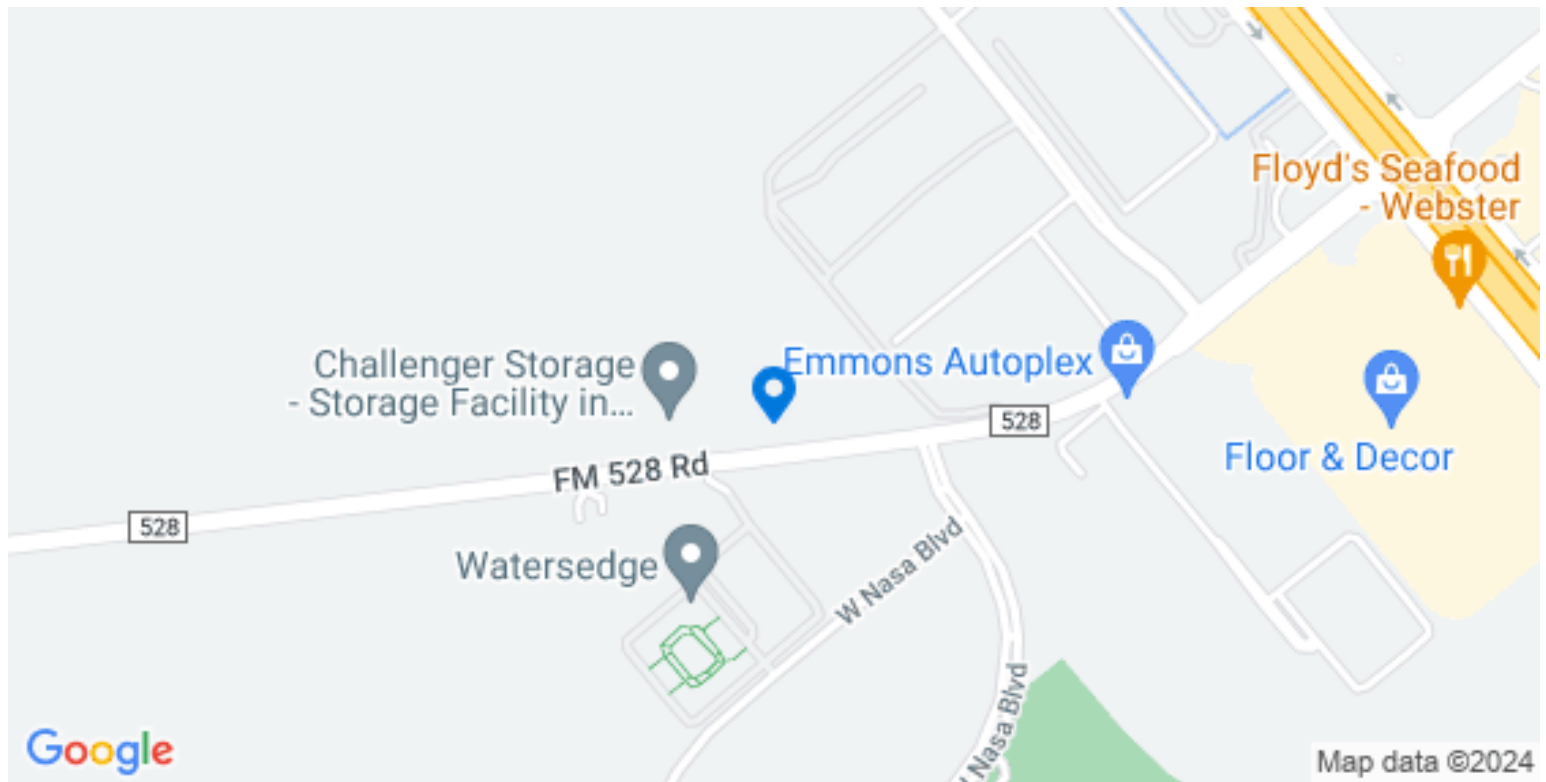 Floyd's Seafood
- Webster
Challenger Storage
- Storage Facility in...
Emmons Autoplex
528
Floor & Decor
FM 528 Rd
528
Watersedge
W Nasa Blvd
W Nasa Blvd
Google
Map data ©2024